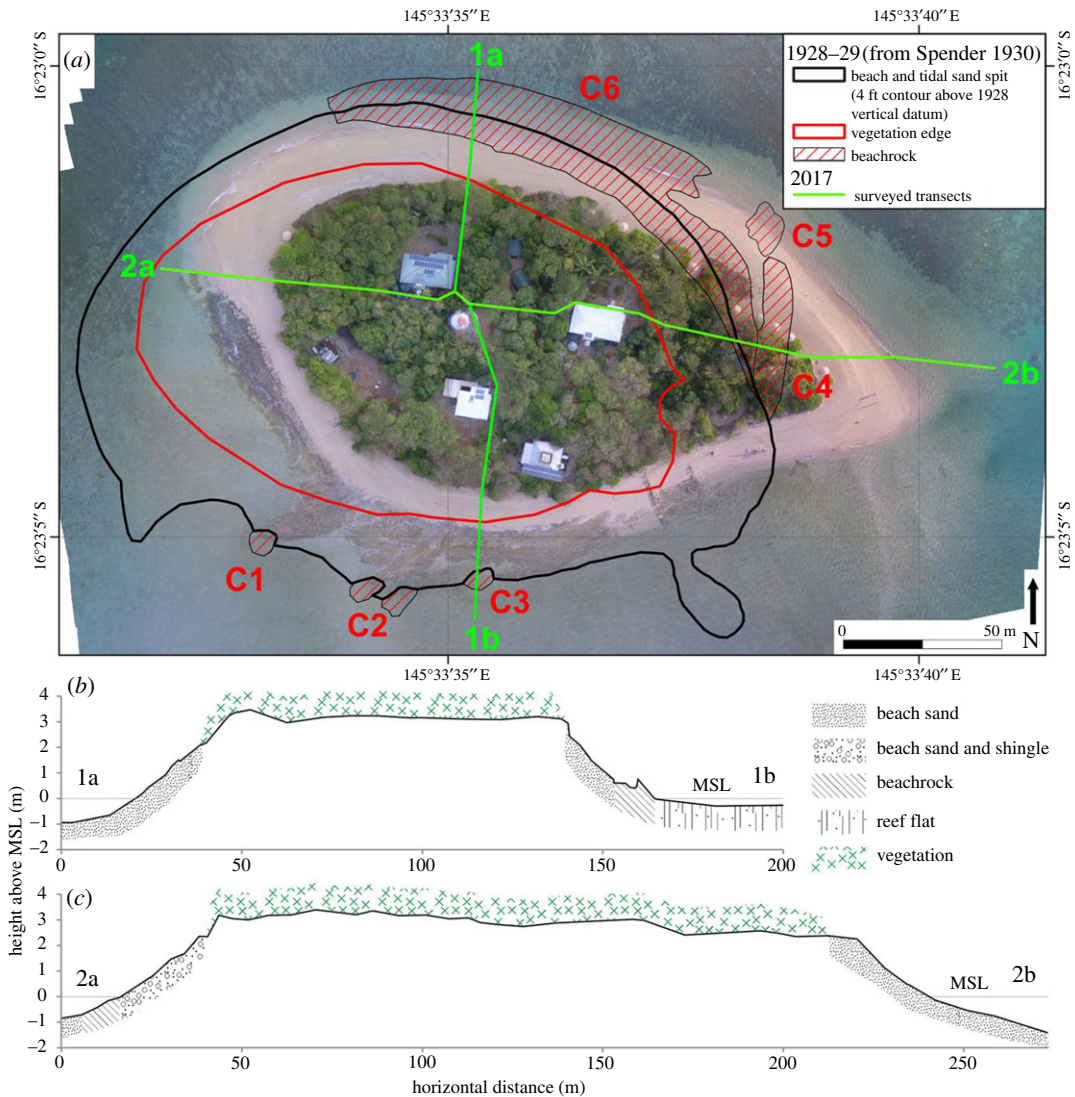 145°33′35″ E
145°33′40″ E
(a)
16°23′0″ S
16°23′0″ S
16°23′5″ S
16°23′5″ S
1928–29 (from Spender 1930)
beach and tidal sand spit
(4 ft contour above 1928
vertical datum)
vegetation edge
beachrock
2017
surveyed transects
1a
C6
C5
2a
2b
C4
C1
C2
C3
1b
0
50 m
N
145°33′35″ E
145°33′40″ E
(b)
4
3
2
1
0
–1
–2
1a
1b
MSL
0
50
100
150
200
beach sand
beach sand and shingle
beachrock
reef flat
vegetation
height above MSL (m)
(c)
4
3
2
1
0
–1
–2
2a
2b
MSL
0
50
100
150
200
250
horizontal distance (m)